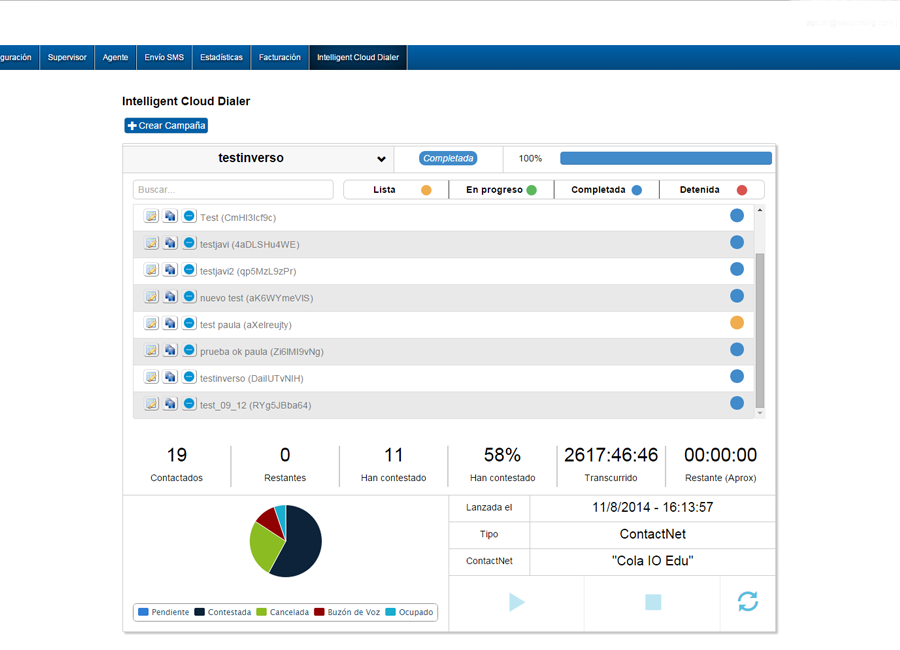 guración Supervisor Agente Envío SMS Estadísticas Facturación Intelligent Cloud Dialer
Intelligent Cloud Dialer
Crear Campaña
testinverso Completada 100%
Buscar... Lista En progreso Completada Detenida
Test (CmHI3Icf9c)
testjavi (4aDLSHu4WE)
testjavi2 (qp5MzL9zPr)
nuevo test (aK6WYmeVIS)
test paula (aXeIreujty)
prueba ok paula (Zi6IMI9vNg)
testinverso (DaiIUTvNIH)
test_09_12 (RYg5JBba64)
19 0 11 58% 2617:46:46 00:00:00
Contactados Restantes Han contestado Han contestado Transcurrido Restante (Aprox)
Lanzada el 11/8/2014 - 16:13:57
Tipo ContactNet
ContactNet "Cola IO Edu"
Pendiente Contestada Cancelada Buzón de Voz Ocupado